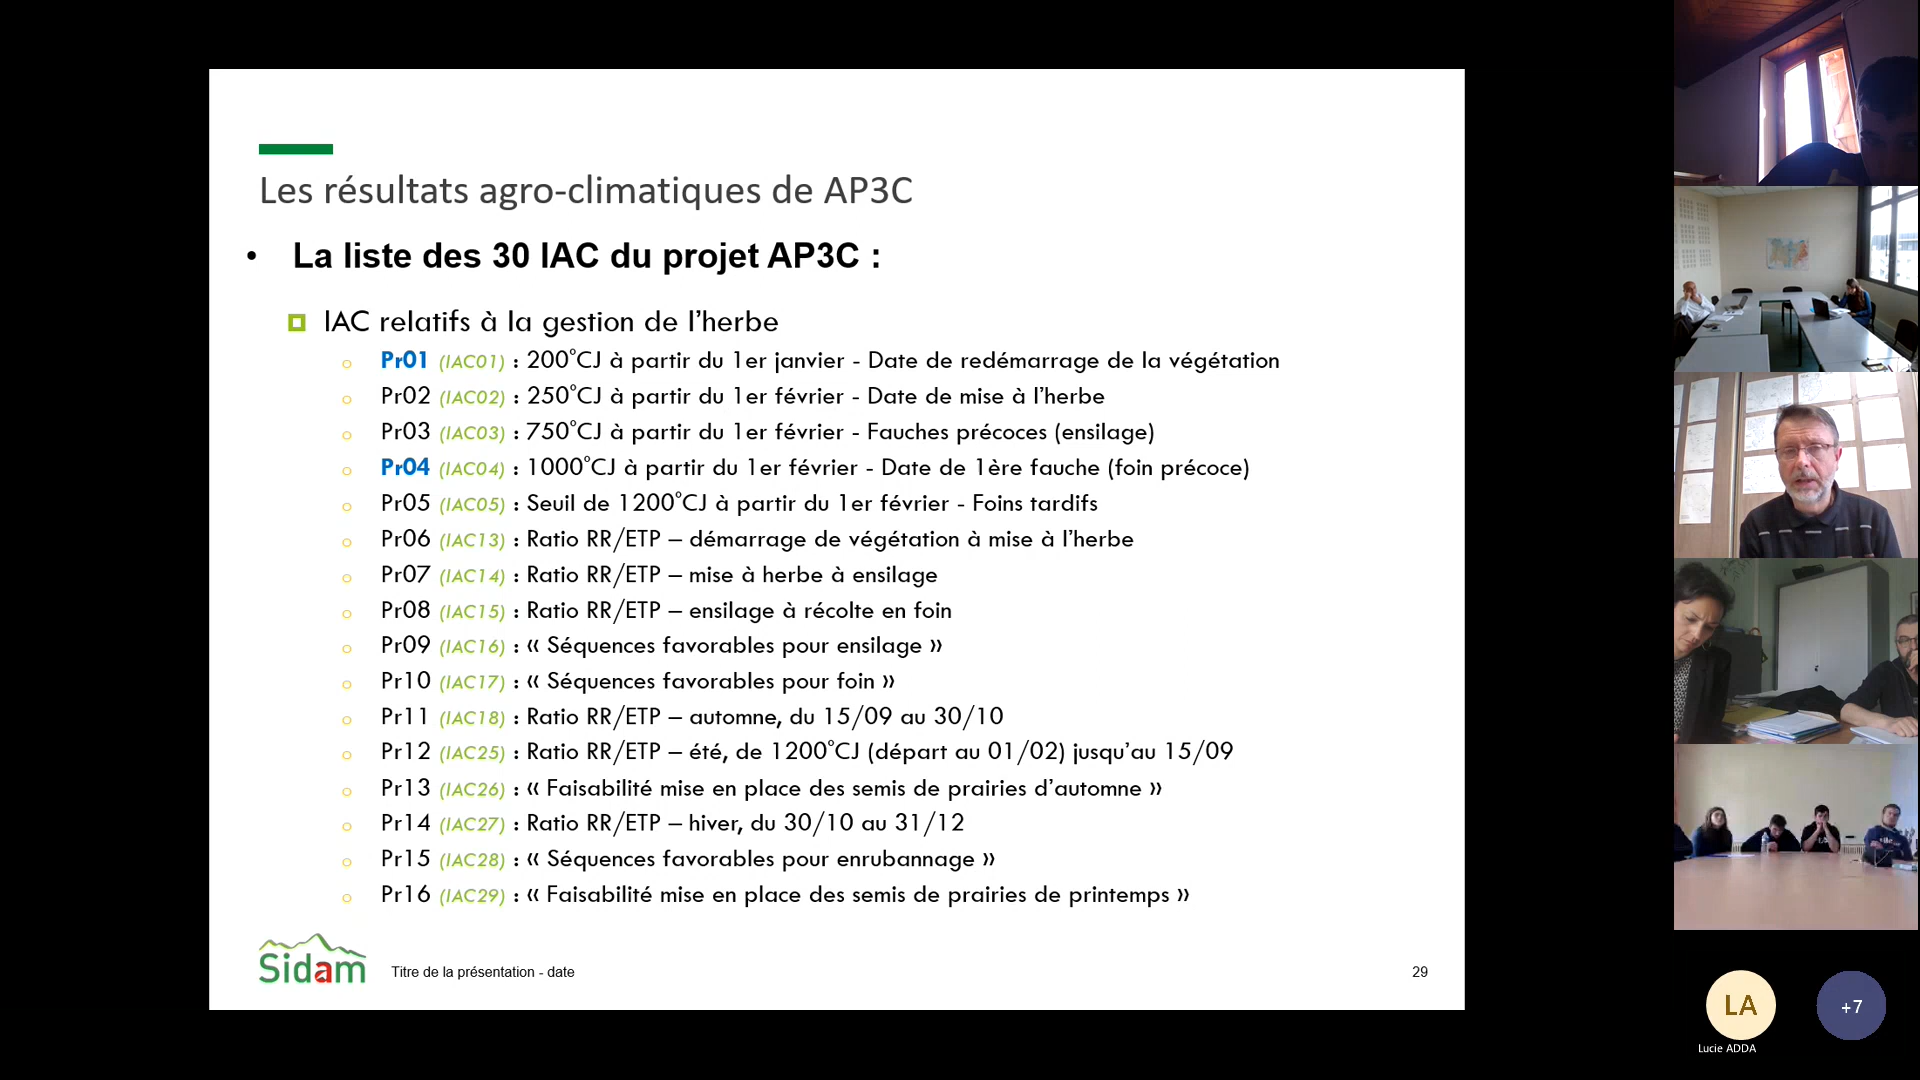 Les résultats agro-climatiques de AP3C
• La liste des 30 IAC du projet AP3C :
IAC relatifs à la gestion de l'herbe
Pr01 (IAC01) : 200°CJ à partir du 1er janvier - Date de redémarrage de la végétation
Pr02 (IAC02) : 250°CJ à partir du 1er février - Date de mise à l'herbe
Pr03 (IAC03) : 750°CJ à partir du 1er février - Fauches précoces (ensilage)
Pr04 (IAC04) : 1000°CJ à partir du 1er février - Date de 1ère fauche (foin précoce)
Pr05 (IAC05) : Seuil de 1200°CJ à partir du 1er février - Foins tardifs
Pr06 (IAC13) : Ratio RR/ETP – démarrage de végétation à mise à l'herbe
Pr07 (IAC14) : Ratio RR/ETP – mise à herbe à ensilage
Pr08 (IAC15) : Ratio RR/ETP – ensilage à récolte en foin
Pr09 (IAC16) : « Séquences favorables pour ensilage »
Pr10 (IAC17) : « Séquences favorables pour foin »
Pr11 (IAC18) : Ratio RR/ETP – automne, du 15/09 au 30/10
Pr12 (IAC25) : Ratio RR/ETP – été, de 1200°CJ (départ au 01/02) jusqu'au 15/09
Pr13 (IAC26) : « Faisabilité mise en place des semis de prairies d'automne »
Pr14 (IAC27) : Ratio RR/ETP – hiver, du 30/10 au 31/12
Pr15 (IAC28) : « Séquences favorables pour enrubannage »
Pr16 (IAC29) : « Faisabilité mise en place des semis de prairies de printemps »
Sidam
Titre de la présentation - date
29
LA
+7
Lucie ADDA